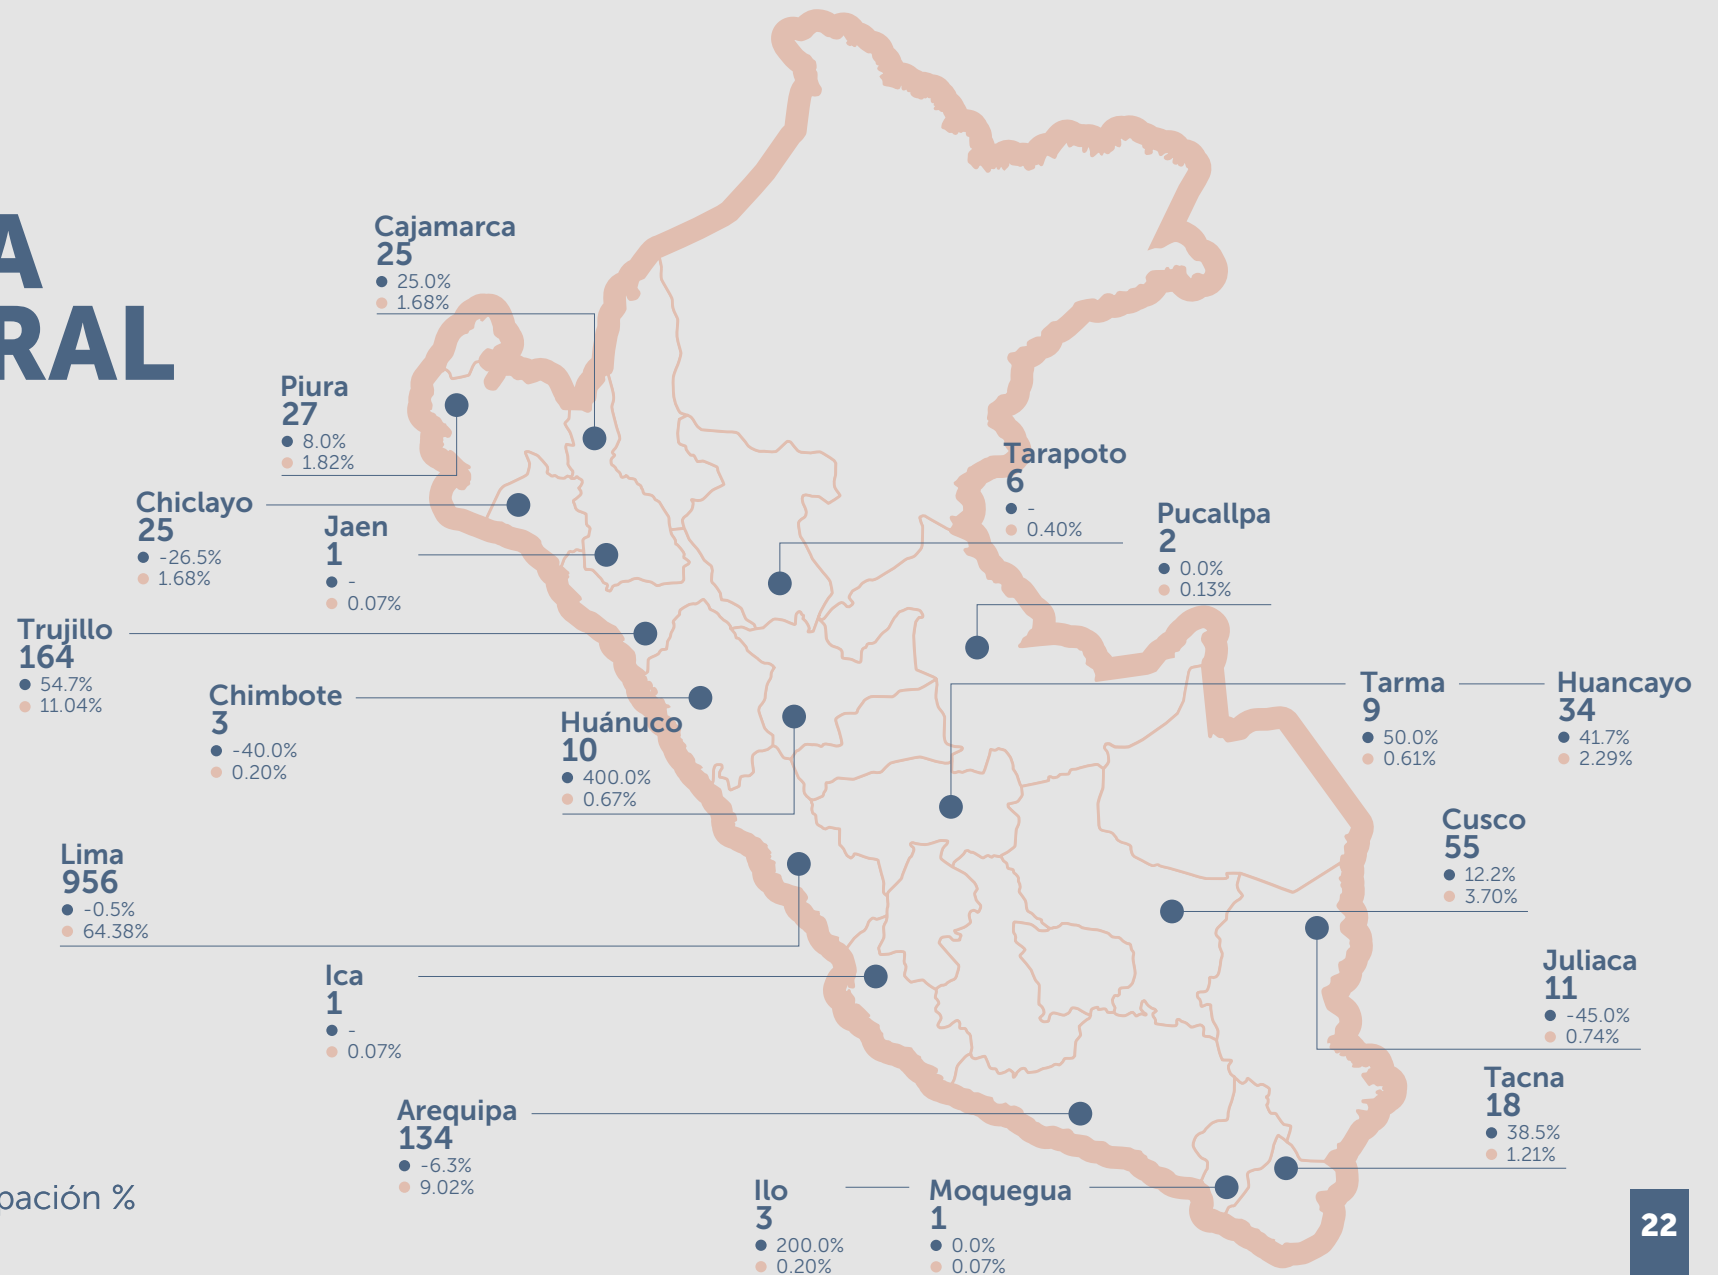 A
RAL
Cajamarca
25
25.0%
1.68%
Piura
27
8.0%
1.82%
Chiclayo
25
-26.5%
1.68%
Jaen
1
-
0.07%
Tarapoto
6
-
0.40%
Pucallpa
2
0.0%
0.13%
Trujillo
164
54.7%
11.04%
Chimbote
3
-40.0%
0.20%
Huánuco
10
400.0%
0.67%
Tarma
9
50.0%
0.61%
Huancayo
34
41.7%
2.29%
Lima
956
-0.5%
64.38%
Cusco
55
12.2%
3.70%
Ica
1
-
0.07%
Juliaca
11
-45.0%
0.74%
Arequipa
134
-6.3%
9.02%
Tacna
18
38.5%
1.21%
Ilo
3
200.0%
0.20%
Moquegua
1
0.0%
0.07%
pación %
22